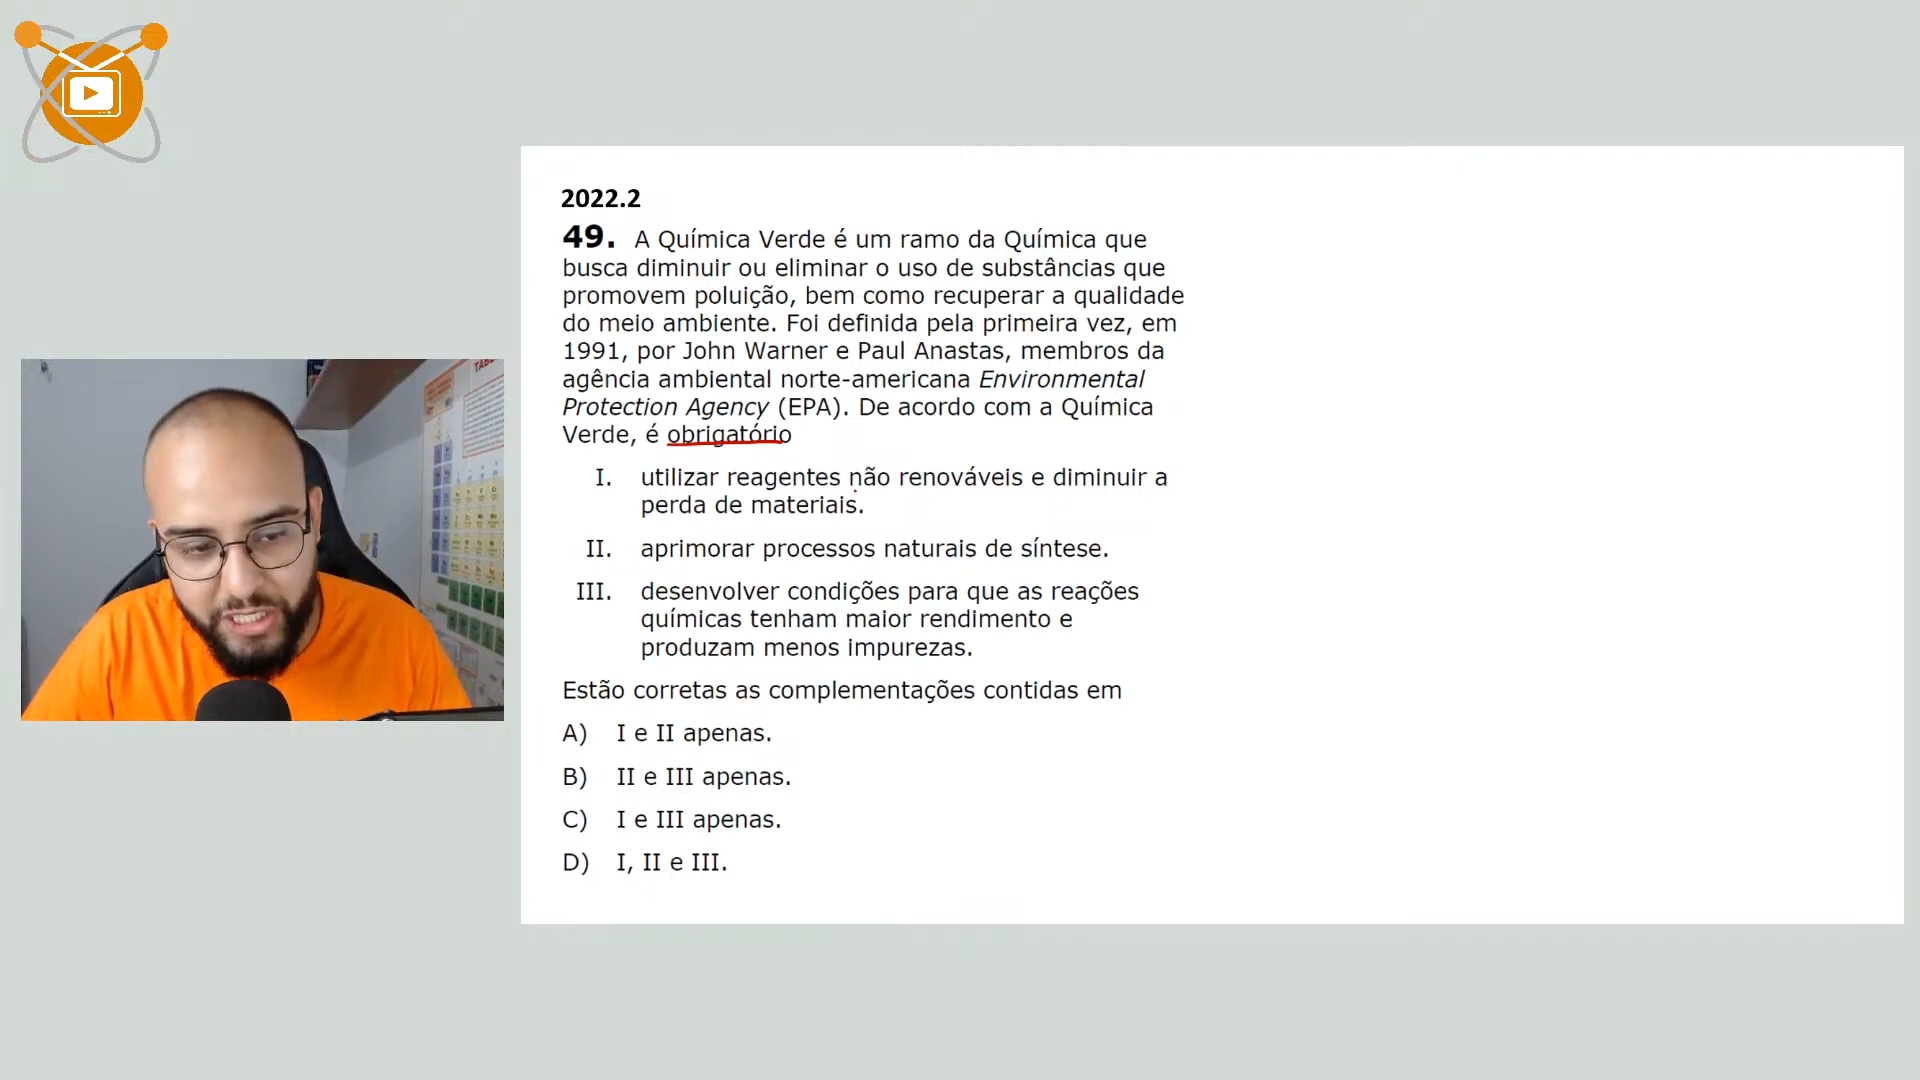 2022.2
49. A Química Verde é um ramo da Química que
busca diminuir ou eliminar o uso de substâncias que
promovem poluição, bem como recuperar a qualidade
do meio ambiente. Foi definida pela primeira vez, em
1991, por John Warner e Paul Anastas, membros da
agência ambiental norte-americana Environmental
Protection Agency (EPA). De acordo com a Química
Verde, é obrigatório
I. utilizar reagentes não renováveis e diminuir a
perda de materiais.
II. aprimorar processos naturais de síntese.
III. desenvolver condições para que as reações
químicas tenham maior rendimento e
produzam menos impurezas.
Estão corretas as complementações contidas em
A) I e II apenas.
B) II e III apenas.
C) I e III apenas.
D) I, II e III.